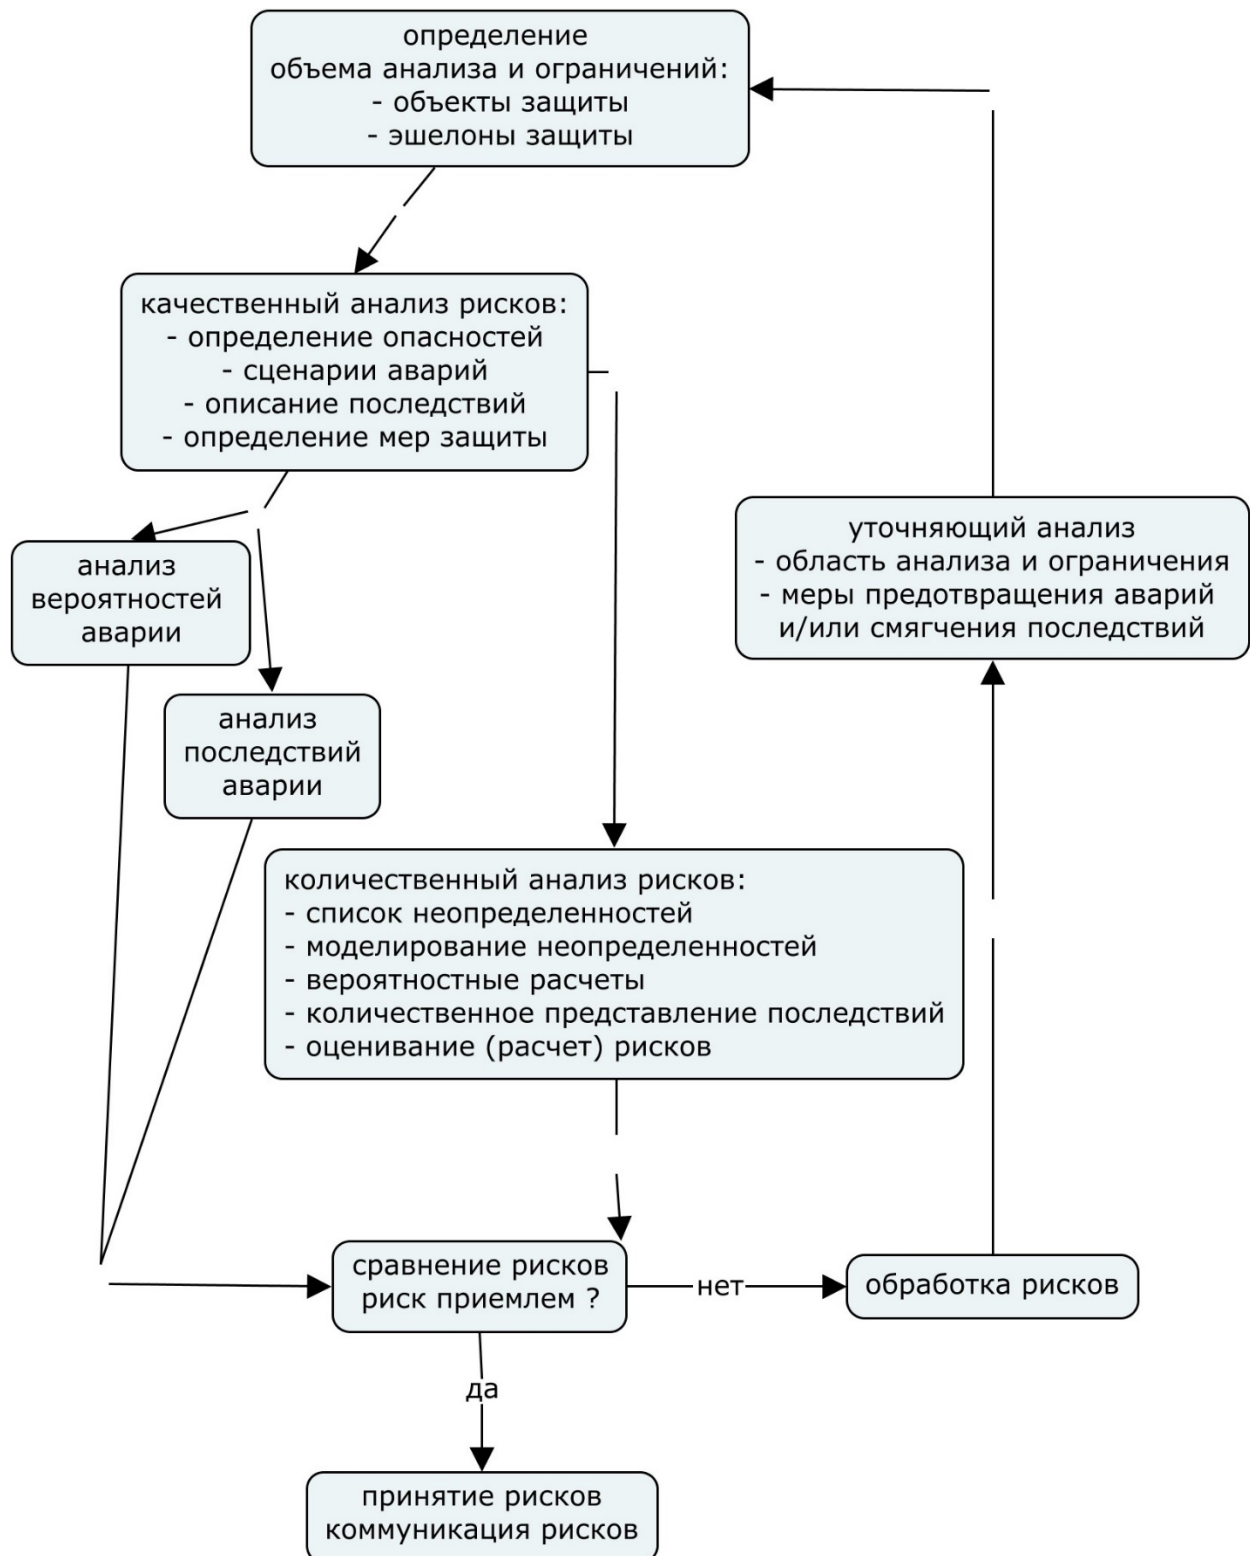 определение
объема анализа и ограничений:
- объекты защиты
- эшелоны защиты
качественный анализ рисков:
- определение опасностей
- сценарии аварий
- описание последствий
- определение мер защиты
анализ
вероятностей
аварии
анализ
последствий
аварии
уточняющий анализ
- область анализа и ограничения
- меры предотвращения аварий
и/или смягчения последствий
количественный анализ рисков:
- список неопределенностей
- моделирование неопределенностей
- вероятностные расчеты
- количественное представление последствий
- оценивание (расчет) рисков
сравнение рисков
риск приемлем ?
нет
обработка рисков
да
принятие рисков
коммуникация рисков